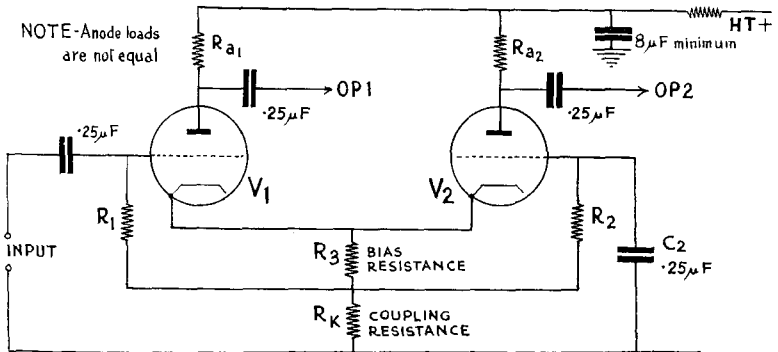 NOTE-Anode loads
are not equal
Ra1
Ra2
HT+
8µF minimum
OP1
·25µF
OP2
·25µF
·25µF
V1
V2
R1
R2
INPUT
R3 BIAS
RESISTANCE
C2
·25µF
RK COUPLING
RESISTANCE